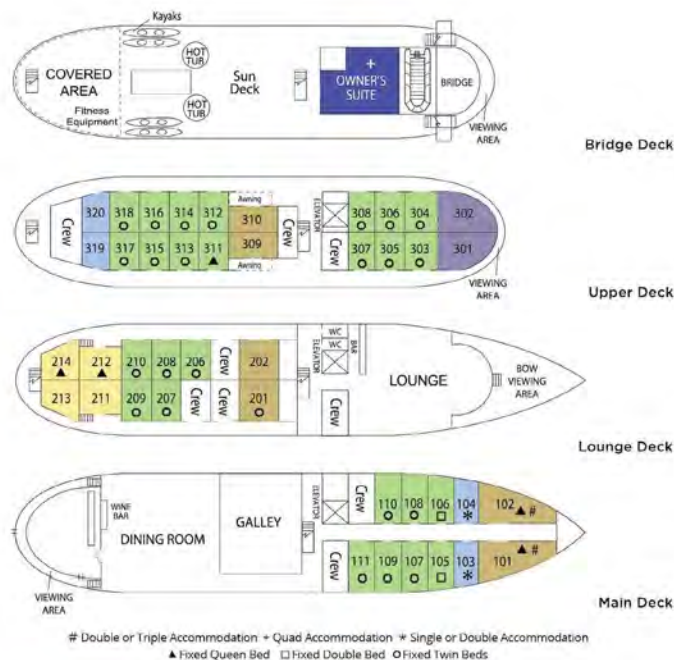 Kayaks
HOT TUB
COVERED AREA
Sun Deck
+
OWNER'S SUITE
BRIDGE
Fitness Equipment
HOT TUB
VIEWING AREA
Bridge Deck
Awning
320 318 316 314 312 310
Crew
Crew
ELEVATOR
308 306 304 302
319 317 315 313 311 309
Crew
307 305 303 301
Awning
VIEWING AREA
Upper Deck
214 212 210 208 206
Crew
202
ELEVATOR
WC
WC
BAR
LOUNGE
BOW VIEWING AREA
213 211 209 207
Crew
Crew
201
Crew
Lounge Deck
WINE BAR
DINING ROOM
GALLEY
ELEVATOR
Crew
110 108 106 104 102 #
*
Crew
111 109 107 105 103 101 #
*
VIEWING AREA
Main Deck
# Double or Triple Accommodation + Quad Accommodation * Single or Double Accommodation
▲ Fixed Queen Bed □ Fixed Double Bed O Fixed Twin Beds